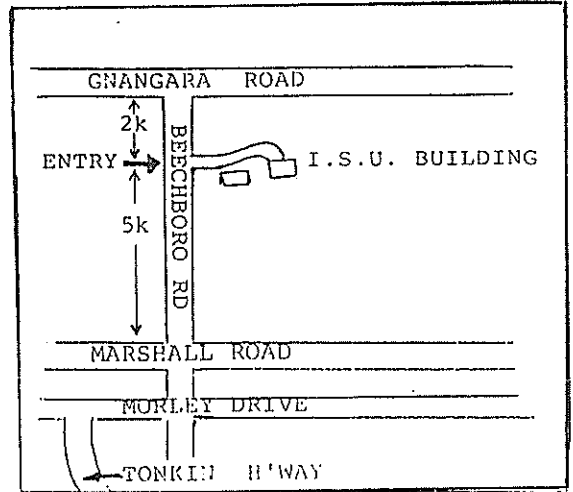 GNANGARA ROAD
2k
BEECHBORO RD
ENTRY
I.S.U. BUILDING
5k
MARSHALL ROAD
MORLEY DRIVE
TONKIN H'WAY